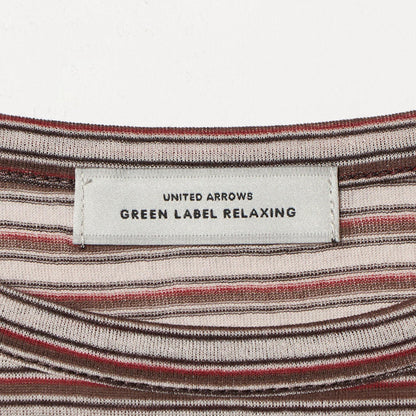 UNITED ARROWS
GREEN LABEL RELAXING